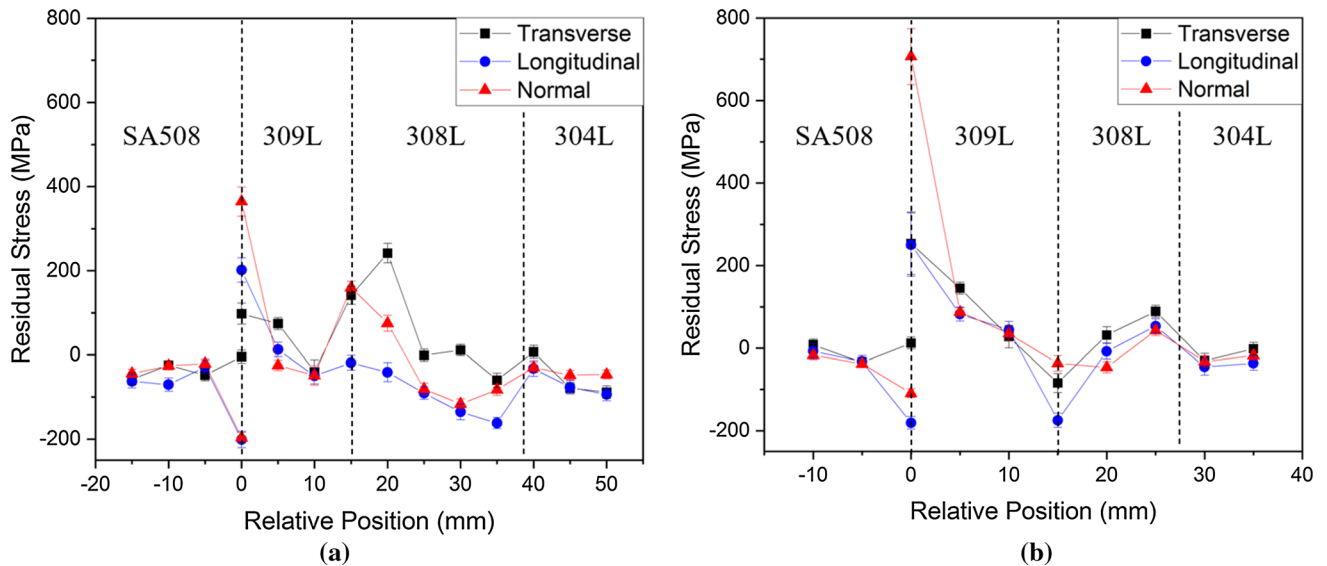 800
600
400
200
0
-200
-20
-10
0
10
20
30
40
50
Residual Stress (MPa)
Relative Position (mm)
Transverse
Longitudinal
Normal
SA508
309L
308L
304L
(a)
800
600
400
200
0
-200
-10
0
10
20
30
40
Residual Stress (MPa)
Relative Position (mm)
Transverse
Longitudinal
Normal
SA508
309L
308L
304L
(b)